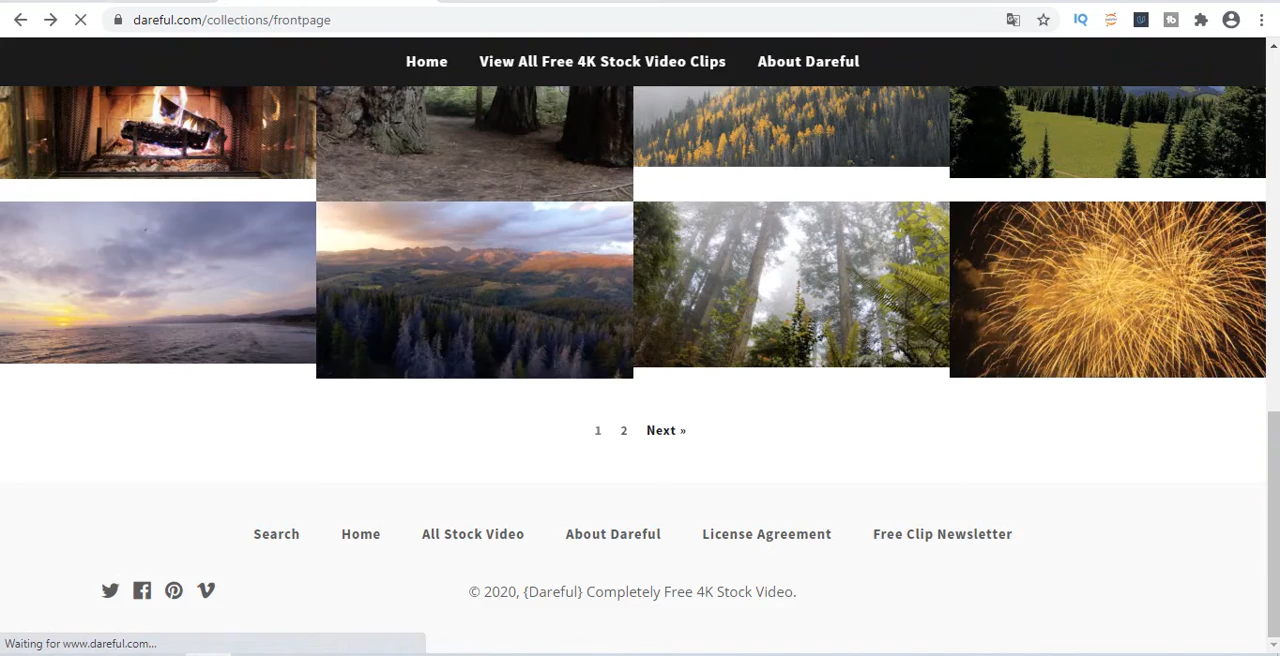 dareful.com/collections/frontpage
Home View All Free 4K Stock Video Clips About Dareful
1 2 Next »
Search Home All Stock Video About Dareful License Agreement Free Clip Newsletter
© 2020, {Dareful} Completely Free 4K Stock Video.
Waiting for www.dareful.com...